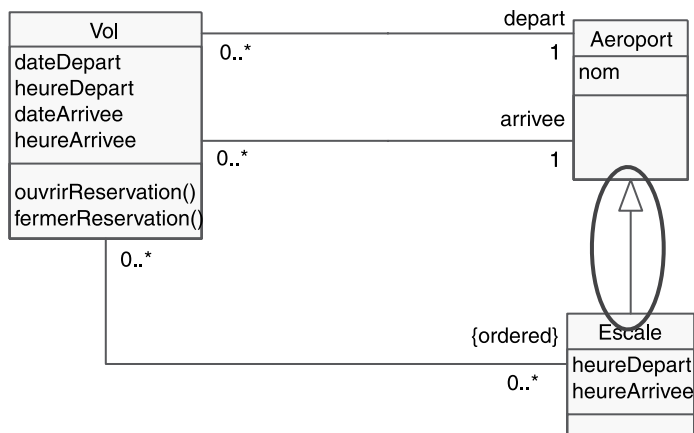 Vol
dateDepart
heureDepart
dateArrivee
heureArrivee
ouvrirReservation()
fermerReservation()
depart
0..*
1
Aeroport
nom
arrivee
0..*
1
0..*
{ordered}
0..*
Escale
heureDepart
heureArrivee